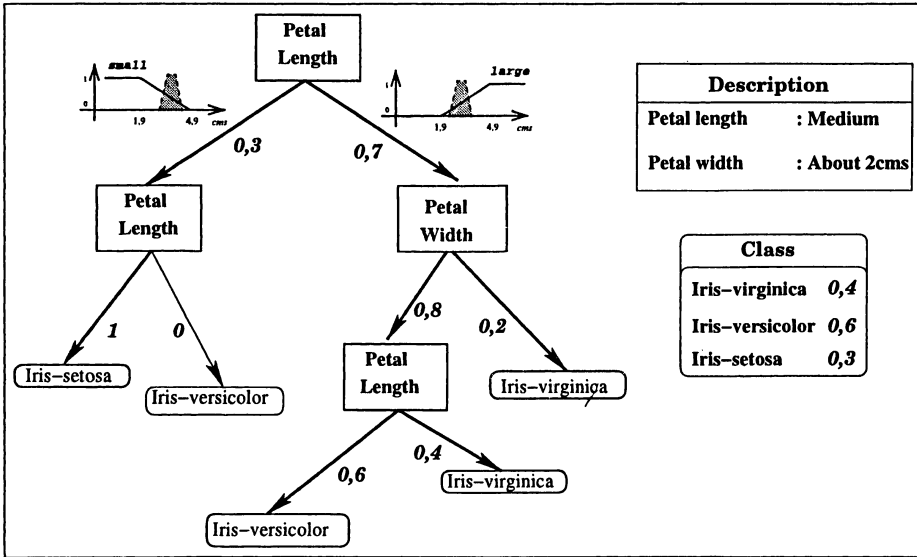 Petal
Length
small
1
0
1,9
4,9
cms
large
1
0
1,9
4,9
cms
Description
Petal length : Medium
Petal width : About 2cms
0,3
0,7
Petal
Length
Petal
Width
Class
Iris–virginica 0,4
Iris–versicolor 0,6
Iris–setosa 0,3
1
0
0,8
0,2
Iris–setosa
Iris–versicolor
Petal
Length
Iris–virginica
0,6
0,4
Iris–virginica
Iris–versicolor